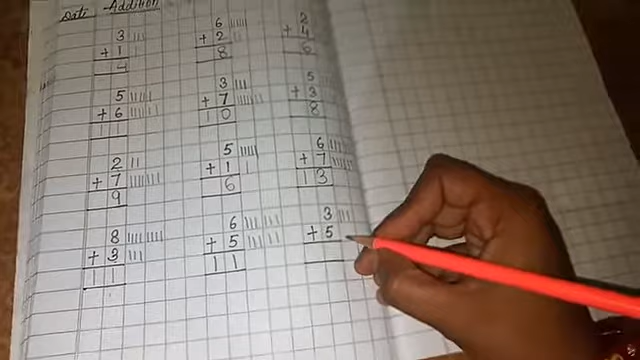 Date Addition
3 6 2
+ 1 + 2 + 4
4 8 6
5 3 5
+ 6 + 7 + 3
11 10 8
2 5 6
+ 7 + 1 + 7
9 6 13
8 6 3
+ 3 + 5 + 5
11 11